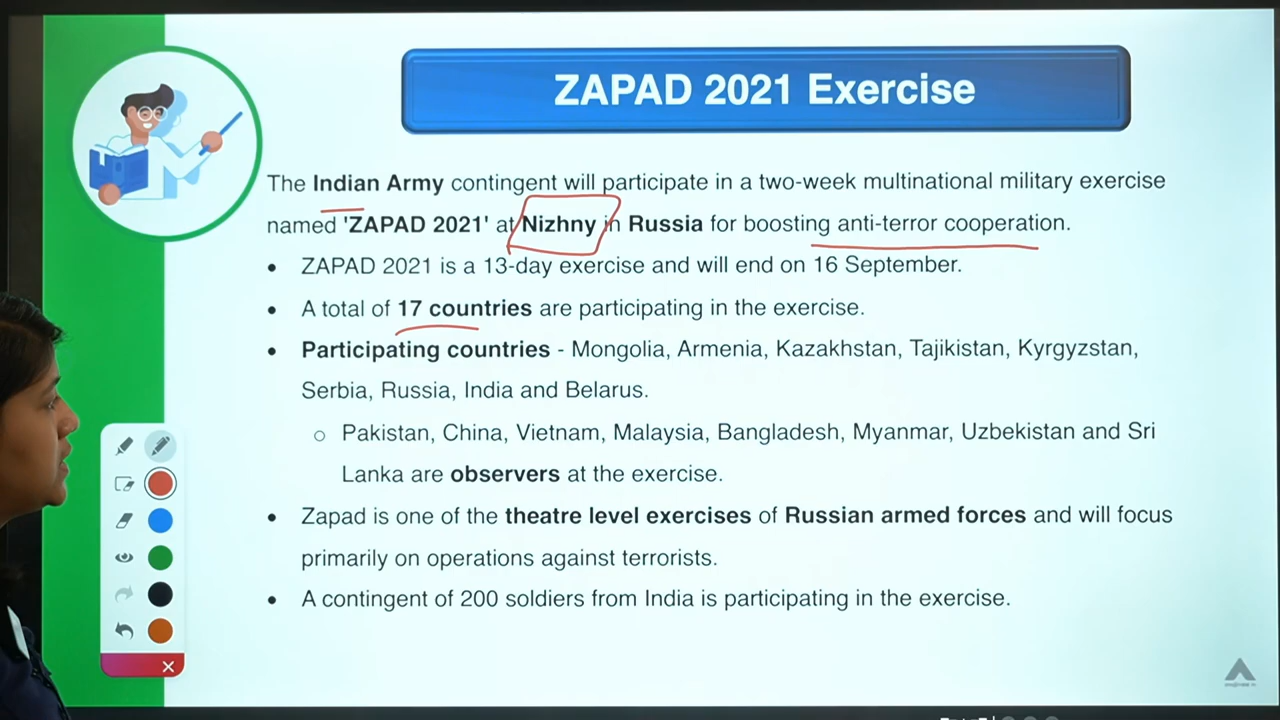 ZAPAD 2021 Exercise
The Indian Army contingent will participate in a two-week multinational military exercise
named 'ZAPAD 2021' at Nizhny in Russia for boosting anti-terror cooperation.
• ZAPAD 2021 is a 13-day exercise and will end on 16 September.
• A total of 17 countries are participating in the exercise.
• Participating countries - Mongolia, Armenia, Kazakhstan, Tajikistan, Kyrgyzstan,
Serbia, Russia, India and Belarus.
○ Pakistan, China, Vietnam, Malaysia, Bangladesh, Myanmar, Uzbekistan and Sri
Lanka are observers at the exercise.
• Zapad is one of the theatre level exercises of Russian armed forces and will focus
primarily on operations against terrorists.
• A contingent of 200 soldiers from India is participating in the exercise.